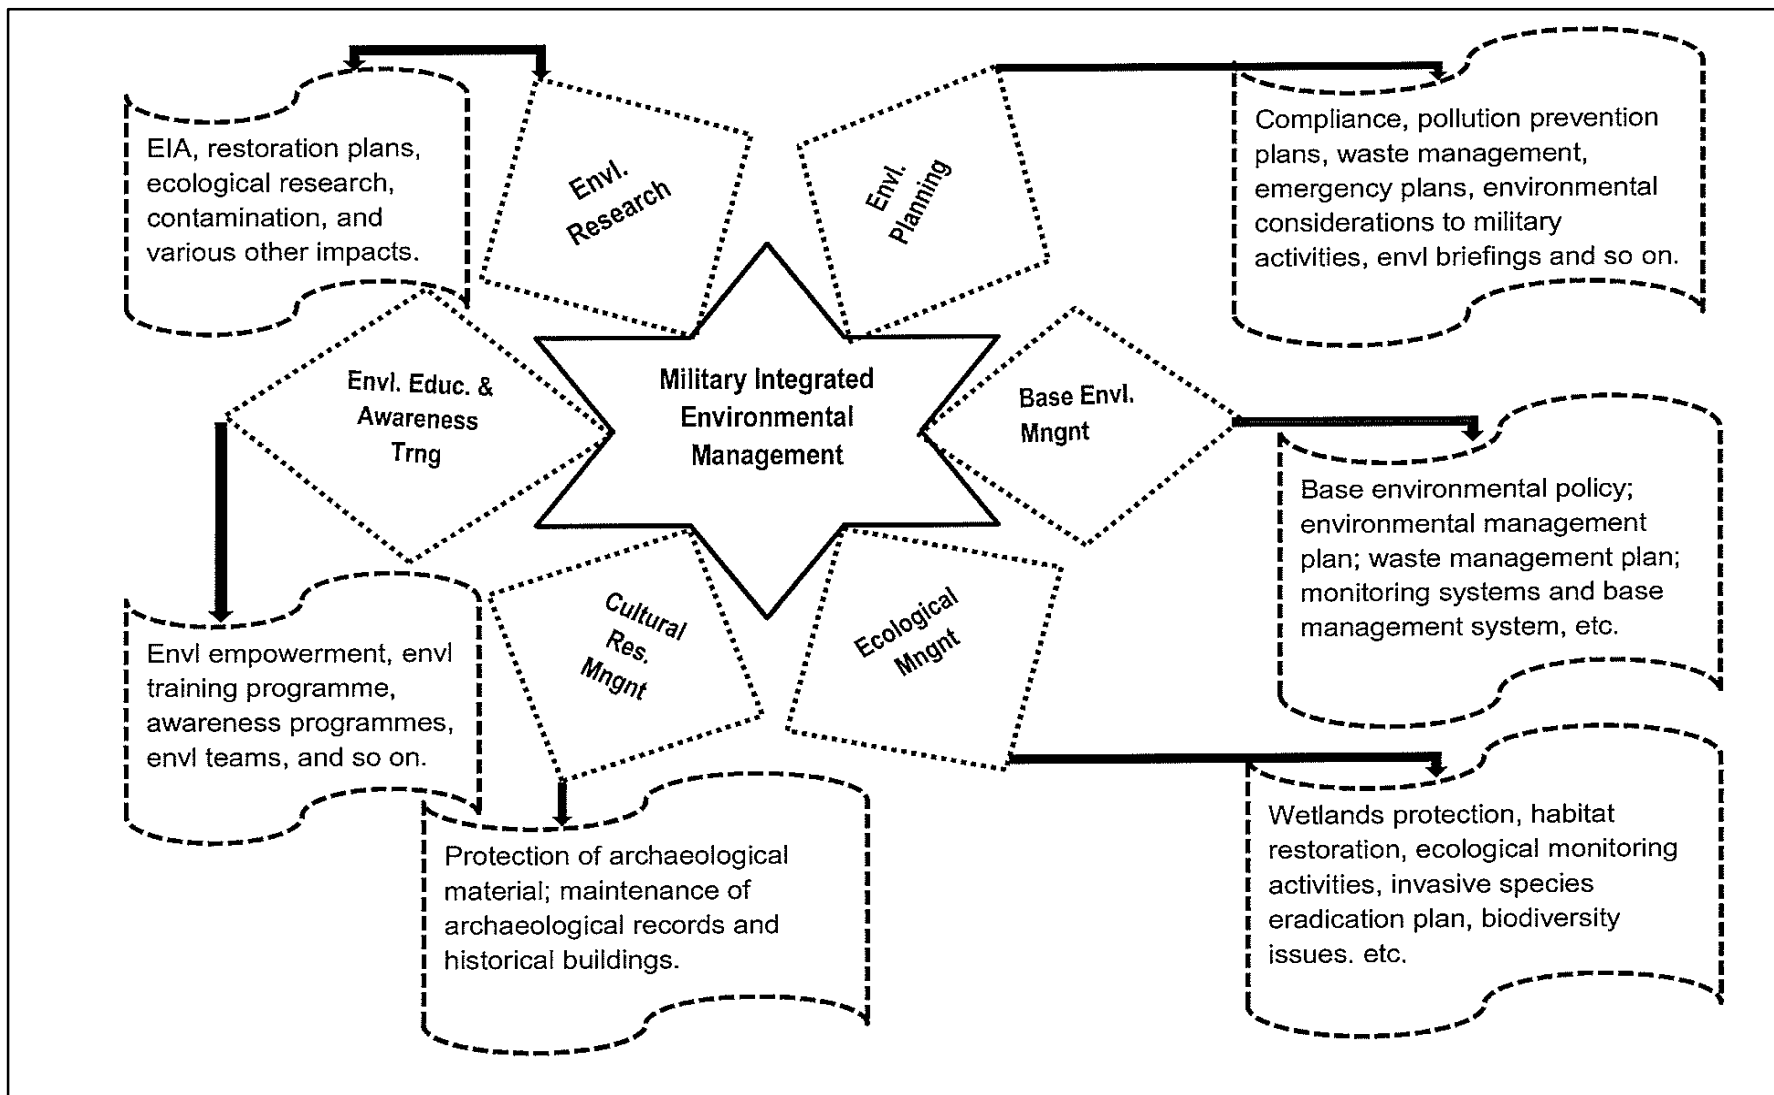 EIA, restoration plans,
ecological research,
contamination, and
various other impacts.
Envl.
Research
Envl.
Planning
Compliance, pollution prevention
plans, waste management,
emergency plans, environmental
considerations to military
activities, envl briefings and so on.
Envl. Educ. &
Awareness
Trng
Military Integrated
Environmental
Management
Base Envl.
Mngnt
Base environmental policy;
environmental management
plan; waste management plan;
monitoring systems and base
management system, etc.
Envl empowerment, envl
training programme,
awareness programmes,
envl teams, and so on.
Cultural
Res.
Mngnt
Ecological
Mngnt
Protection of archaeological
material; maintenance of
archaeological records and
historical buildings.
Wetlands protection, habitat
restoration, ecological monitoring
activities, invasive species
eradication plan, biodiversity
issues. etc.